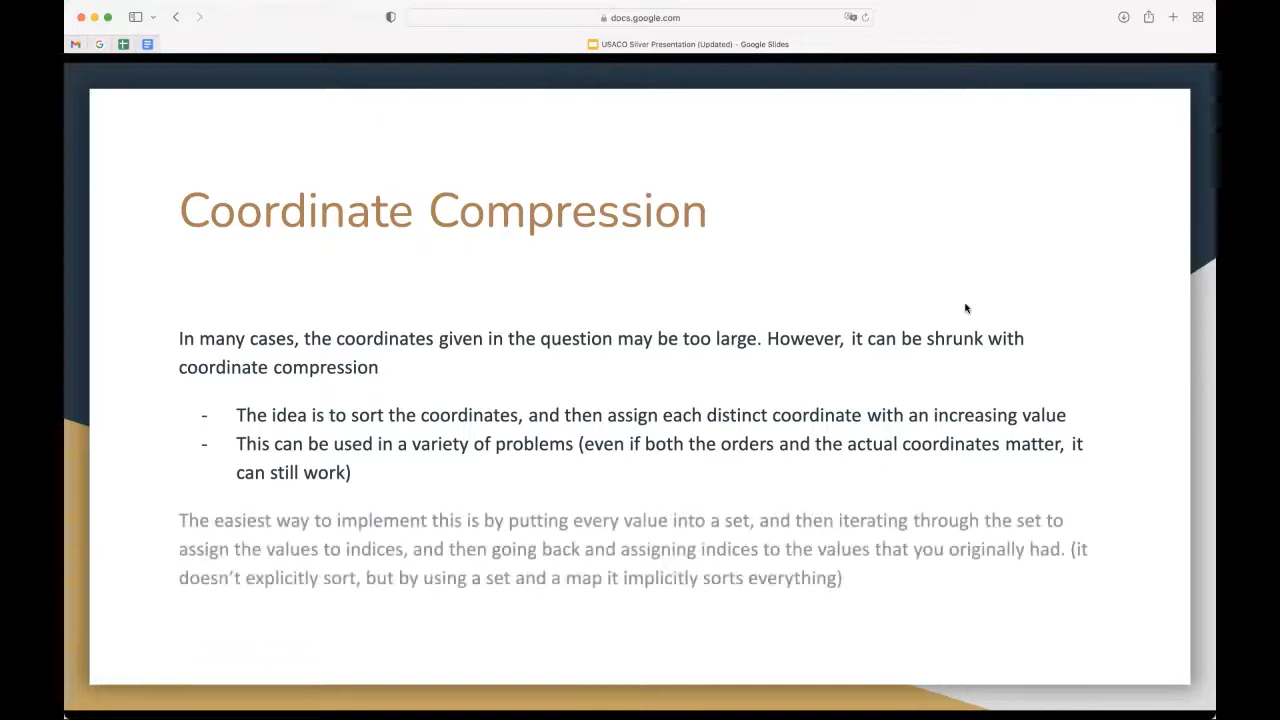 docs.google.com
USACO Silver Presentation (Updated) - Google Slides
Coordinate Compression
In many cases, the coordinates given in the question may be too large. However, it can be shrunk with
coordinate compression
- The idea is to sort the coordinates, and then assign each distinct coordinate with an increasing value
- This can be used in a variety of problems (even if both the orders and the actual coordinates matter, it
can still work)
The easiest way to implement this is by putting every value into a set, and then iterating through the set to
assign the values to indices, and then going back and assigning indices to the values that you originally had. (it
doesn't explicitly sort, but by using a set and a map it implicitly sorts everything)